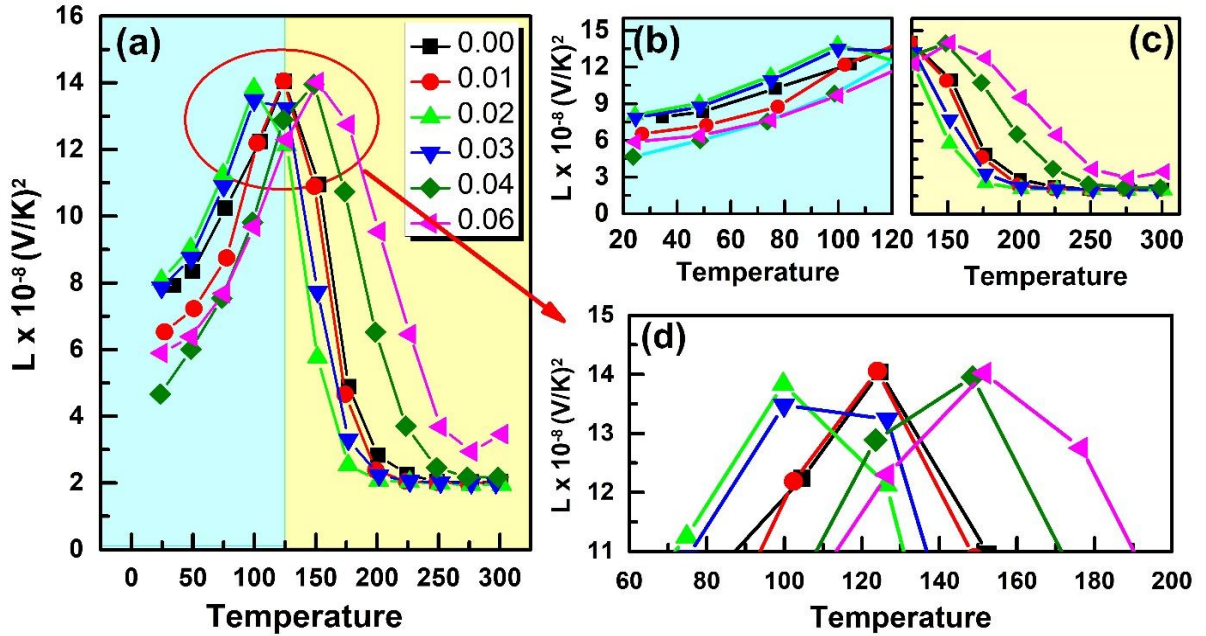 (a)
0.00
0.01
0.02
0.03
0.04
0.06
L x 10⁻⁸ (V/K)²
16
14
12
10
8
6
4
2
0
0 50 100 150 200 250 300
Temperature
(b)
L x 10⁻⁸ (V/K)²
15
12
9
6
3
0
20 40 60 80 100 120
Temperature
(c)
150 200 250 300
Temperature
(d)
L x 10⁻⁸ (V/K)²
15
14
13
12
11
60 80 100 120 140 160 180 200
Temperature